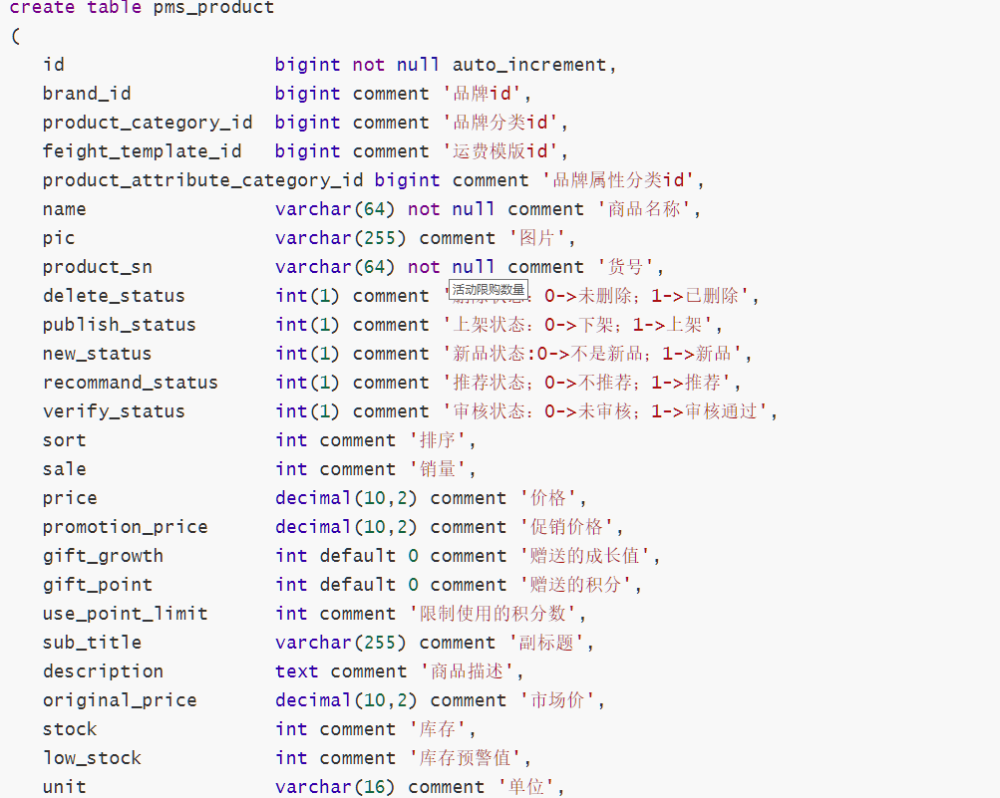 create table pms_product
(
id bigint not null auto_increment,
brand_id bigint comment '品牌id',
product_category_id bigint comment '品牌分类id',
feight_template_id bigint comment '运费模版id',
product_attribute_category_id bigint comment '品牌属性分类id',
name varchar(64) not null comment '商品名称',
pic varchar(255) comment '图片',
product_sn varchar(64) not null comment '货号',
活动限购数量
delete_status int(1) comment '删除状态：0->未删除；1->已删除',
publish_status int(1) comment '上架状态：0->下架；1->上架',
new_status int(1) comment '新品状态:0->不是新品；1->新品',
recommand_status int(1) comment '推荐状态；0->不推荐；1->推荐',
verify_status int(1) comment '审核状态：0->未审核；1->审核通过',
sort int comment '排序',
sale int comment '销量',
price decimal(10,2) comment '价格',
promotion_price decimal(10,2) comment '促销价格',
gift_growth int default 0 comment '赠送的成长值',
gift_point int default 0 comment '赠送的积分',
use_point_limit int comment '限制使用的积分数',
sub_title varchar(255) comment '副标题',
description text comment '商品描述',
original_price decimal(10,2) comment '市场价',
stock int comment '库存',
low_stock int comment '库存预警值',
unit varchar(16) comment '单位',